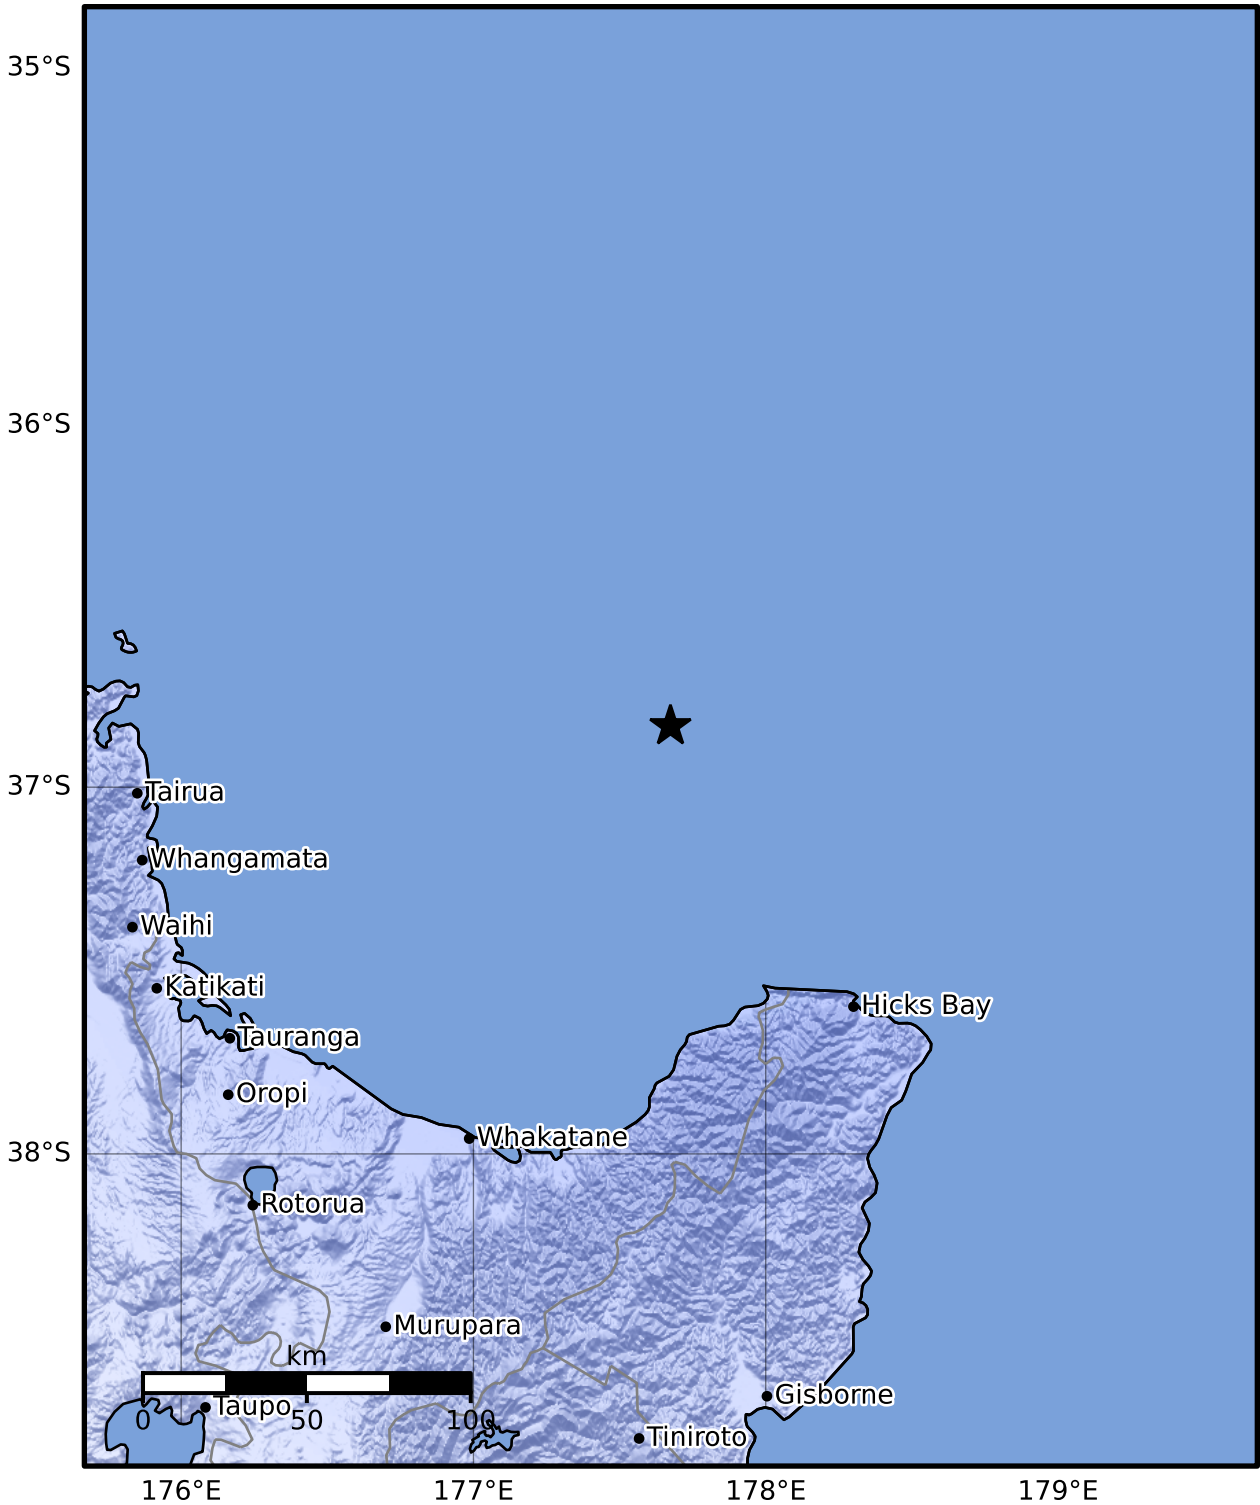 35°S
36°S
37°S
Tairua
Whangamata
Waihi
Katikati
Hicks Bay
Tauranga
Oropi
Whakatane
38°S
Rotorua
Murupara
km
Gisborne
Taupo
0 50 100
Tiniroto
176°E 177°E 178°E 179°E